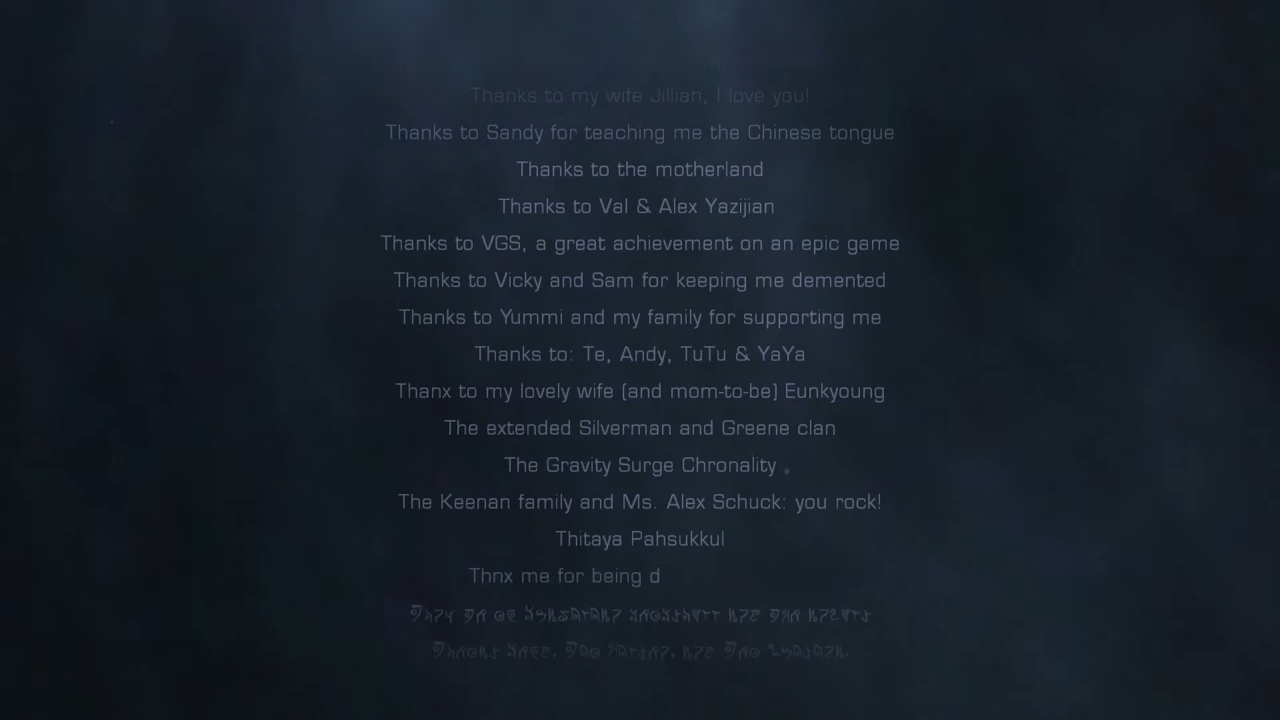 Thanks to my wife Jillian, I love you!
Thanks to Sandy for teaching me the Chinese tongue
Thanks to the motherland
Thanks to Val & Alex Yazijian
Thanks to VGS, a great achievement on an epic game
Thanks to Vicky and Sam for keeping me demented
Thanks to Yummi and my family for supporting me
Thanks to: Te, Andy, TuTu & YaYa
Thanx to my lovely wife (and mom-to-be) Eunkyoung
The extended Silverman and Greene clan
The Gravity Surge Chronality
The Keenan family and Ms. Alex Schuck: you rock!
Thitaya Pahsukkul
Thnx me for being d